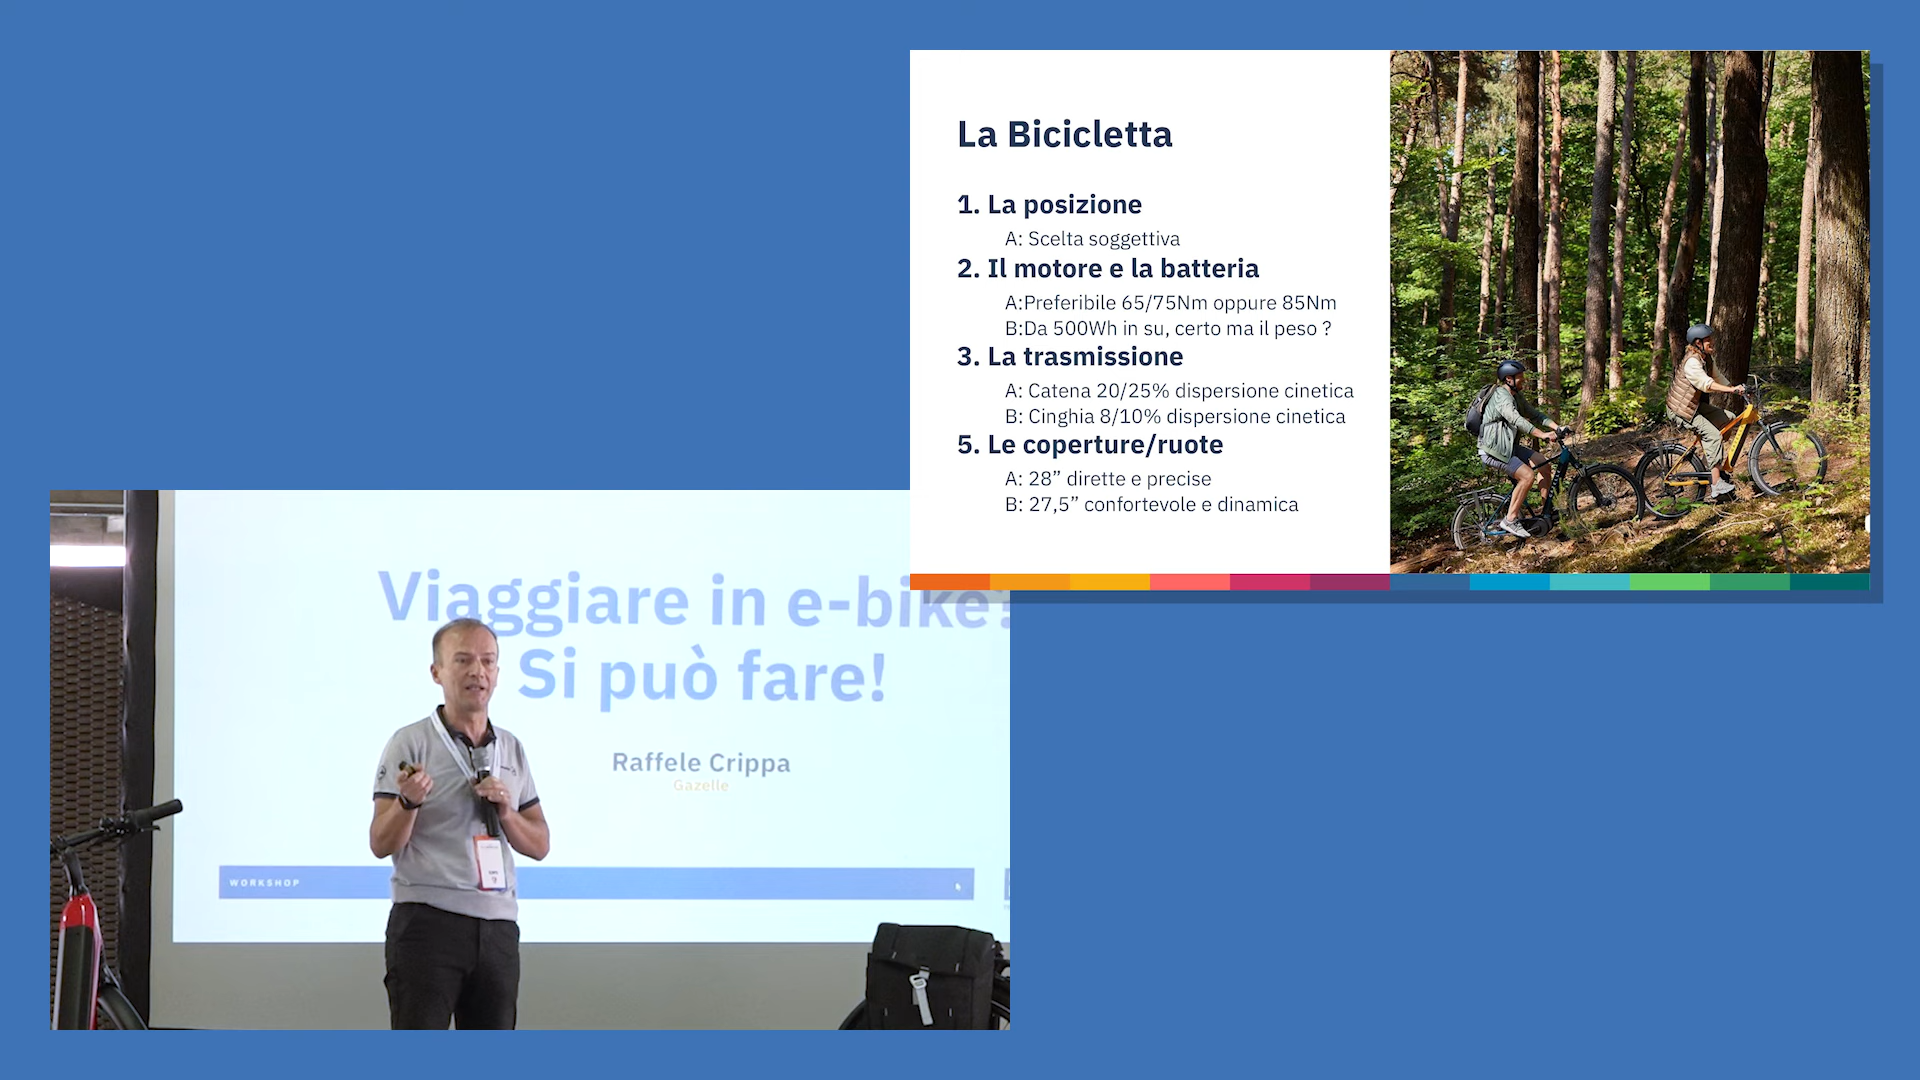 La Bicicletta
1. La posizione
A: Scelta soggettiva
2. Il motore e la batteria
A:Preferibile 65/75Nm oppure 85Nm
B:Da 500Wh in su, certo ma il peso ?
3. La trasmissione
A: Catena 20/25% dispersione cinetica
B: Cinghia 8/10% dispersione cinetica
5. Le coperture/ruote
A: 28” dirette e precise
B: 27,5” confortevole e dinamica
Viaggiare in e-bike?
Si può fare!
Raffele Crippa
Gazelle
WORKSHOP